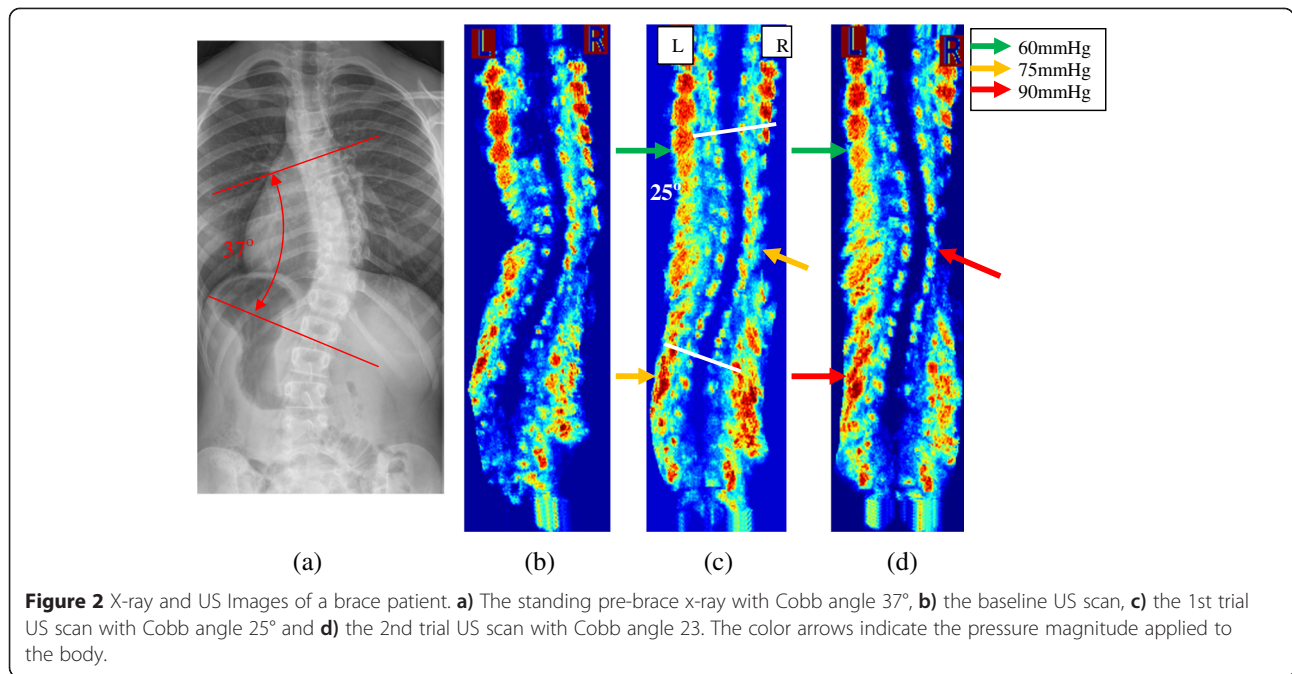 L
R
L
R
L
R
60mmHg
75mmHg
90mmHg
37°
25°
(a)
(b)
(c)
(d)
Figure 2 X-ray and US Images of a brace patient. a) The standing pre-brace x-ray with Cobb angle 37°, b) the baseline US scan, c) the 1st trial
US scan with Cobb angle 25° and d) the 2nd trial US scan with Cobb angle 23. The color arrows indicate the pressure magnitude applied to
the body.